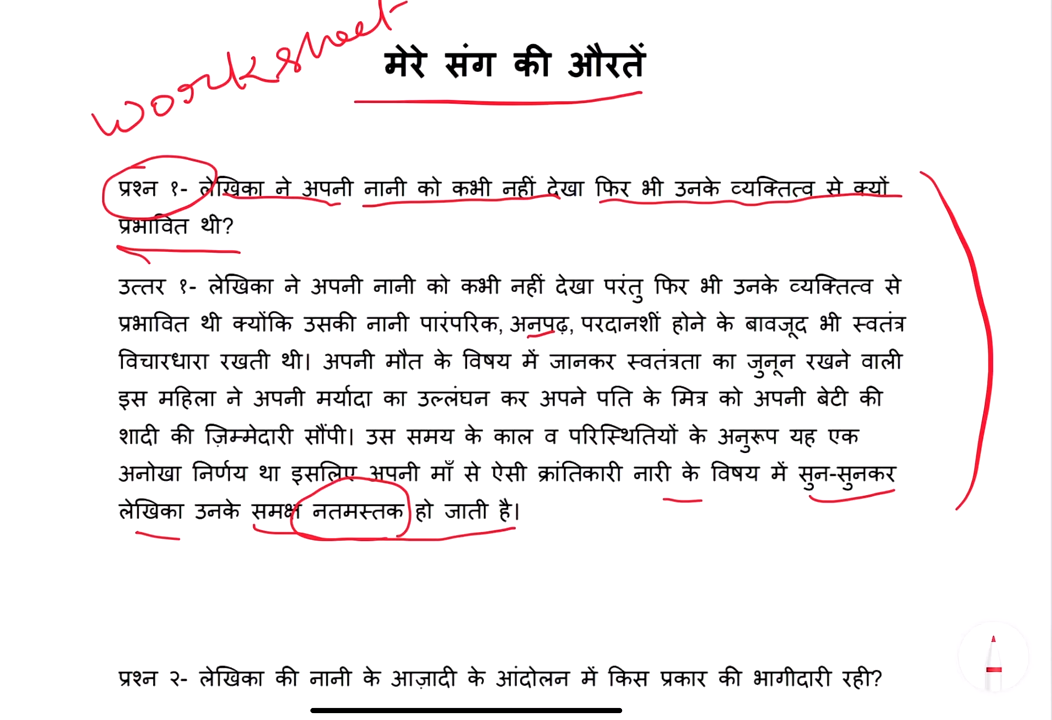 worksheet
मेरे संग की औरतें
प्रश्न १- लेखिका ने अपनी नानी को कभी नहीं देखा फिर भी उनके व्यक्तित्व से क्यों
प्रभावित थी?
उत्तर १- लेखिका ने अपनी नानी को कभी नहीं देखा परंतु फिर भी उनके व्यक्तित्व से
प्रभावित थी क्योंकि उसकी नानी पारंपरिक, अनपढ़, परदानशीं होने के बावजूद भी स्वतंत्र
विचारधारा रखती थी। अपनी मौत के विषय में जानकर स्वतंत्रता का जुनून रखने वाली
इस महिला ने अपनी मर्यादा का उल्लंघन कर अपने पति के मित्र को अपनी बेटी की
शादी की ज़िम्मेदारी सौंपी। उस समय के काल व परिस्थितियों के अनुरूप यह एक
अनोखा निर्णय था इसलिए अपनी माँ से ऐसी क्रांतिकारी नारी के विषय में सुन-सुनकर
लेखिका उनके समक्ष नतमस्तक हो जाती है।
प्रश्न २- लेखिका की नानी के आज़ादी के आंदोलन में किस प्रकार की भागीदारी रही?